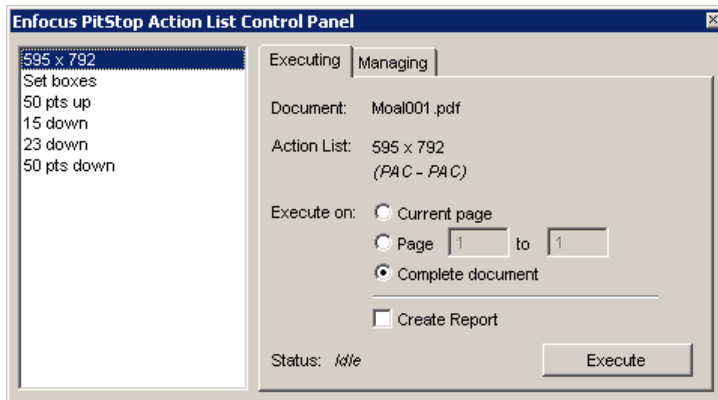 Enfocus PitStop Action List Control Panel
595 x 792
Set boxes
50 pts up
15 down
23 down
50 pts down
Executing Managing
Document: Moal001.pdf
Action List: 595 x 792
(PAC - PAC)
Execute on: Current page
Page 1 to 1
Complete document
Create Report
Status: Idle Execute